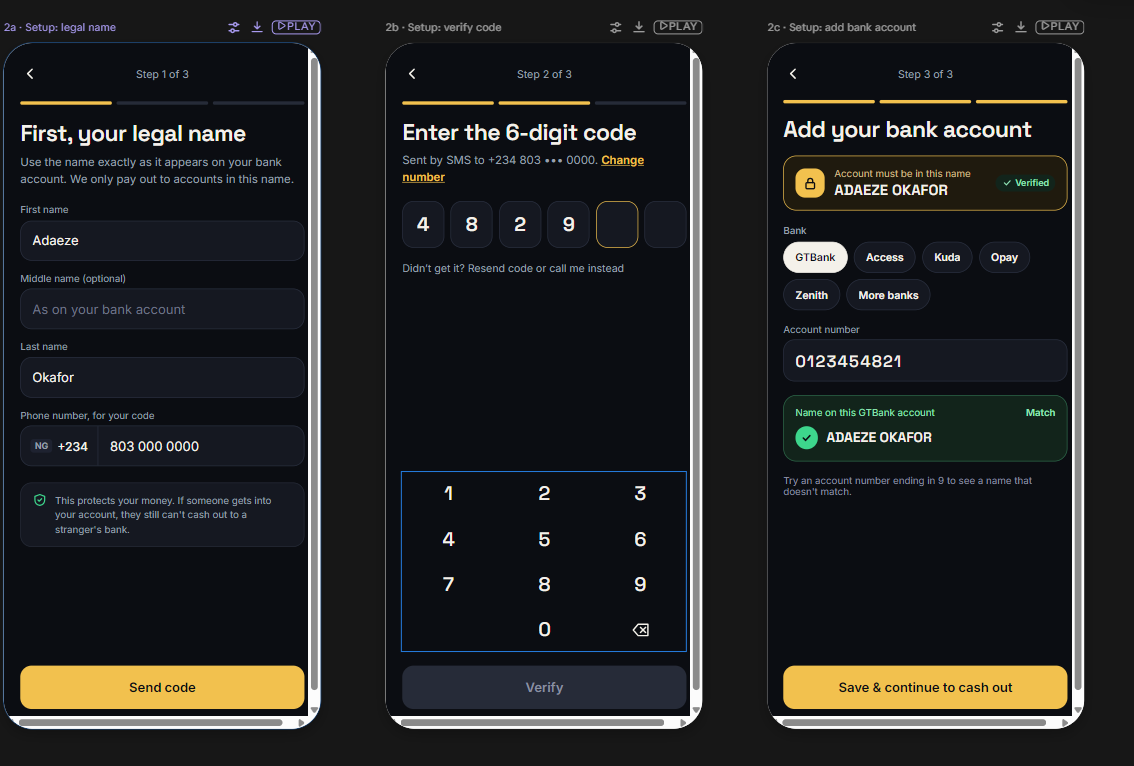 2a · Setup: legal name
PLAY
Step 1 of 3
First, your legal name
Use the name exactly as it appears on your bank
account. We only pay out to accounts in this name.
First name
Adaeze
Middle name (optional)
As on your bank account
Last name
Okafor
Phone number, for your code
NG +234 803 000 0000
This protects your money. If someone gets into
your account, they still can't cash out to a
stranger's bank.
Send code
2b · Setup: verify code
PLAY
Step 2 of 3
Enter the 6-digit code
Sent by SMS to +234 803 ••• 0000. Change
number
4 8 2 9
Didn't get it? Resend code or call me instead
1 2 3
4 5 6
7 8 9
0
Verify
2c · Setup: add bank account
PLAY
Step 3 of 3
Add your bank account
Account must be in this name
ADAEZE OKAFOR
Verified
Bank
GTBank Access Kuda Opay
Zenith More banks
Account number
0123454821
Name on this GTBank account Match
ADAEZE OKAFOR
Try an account number ending in 9 to see a name that
doesn't match.
Save & continue to cash out